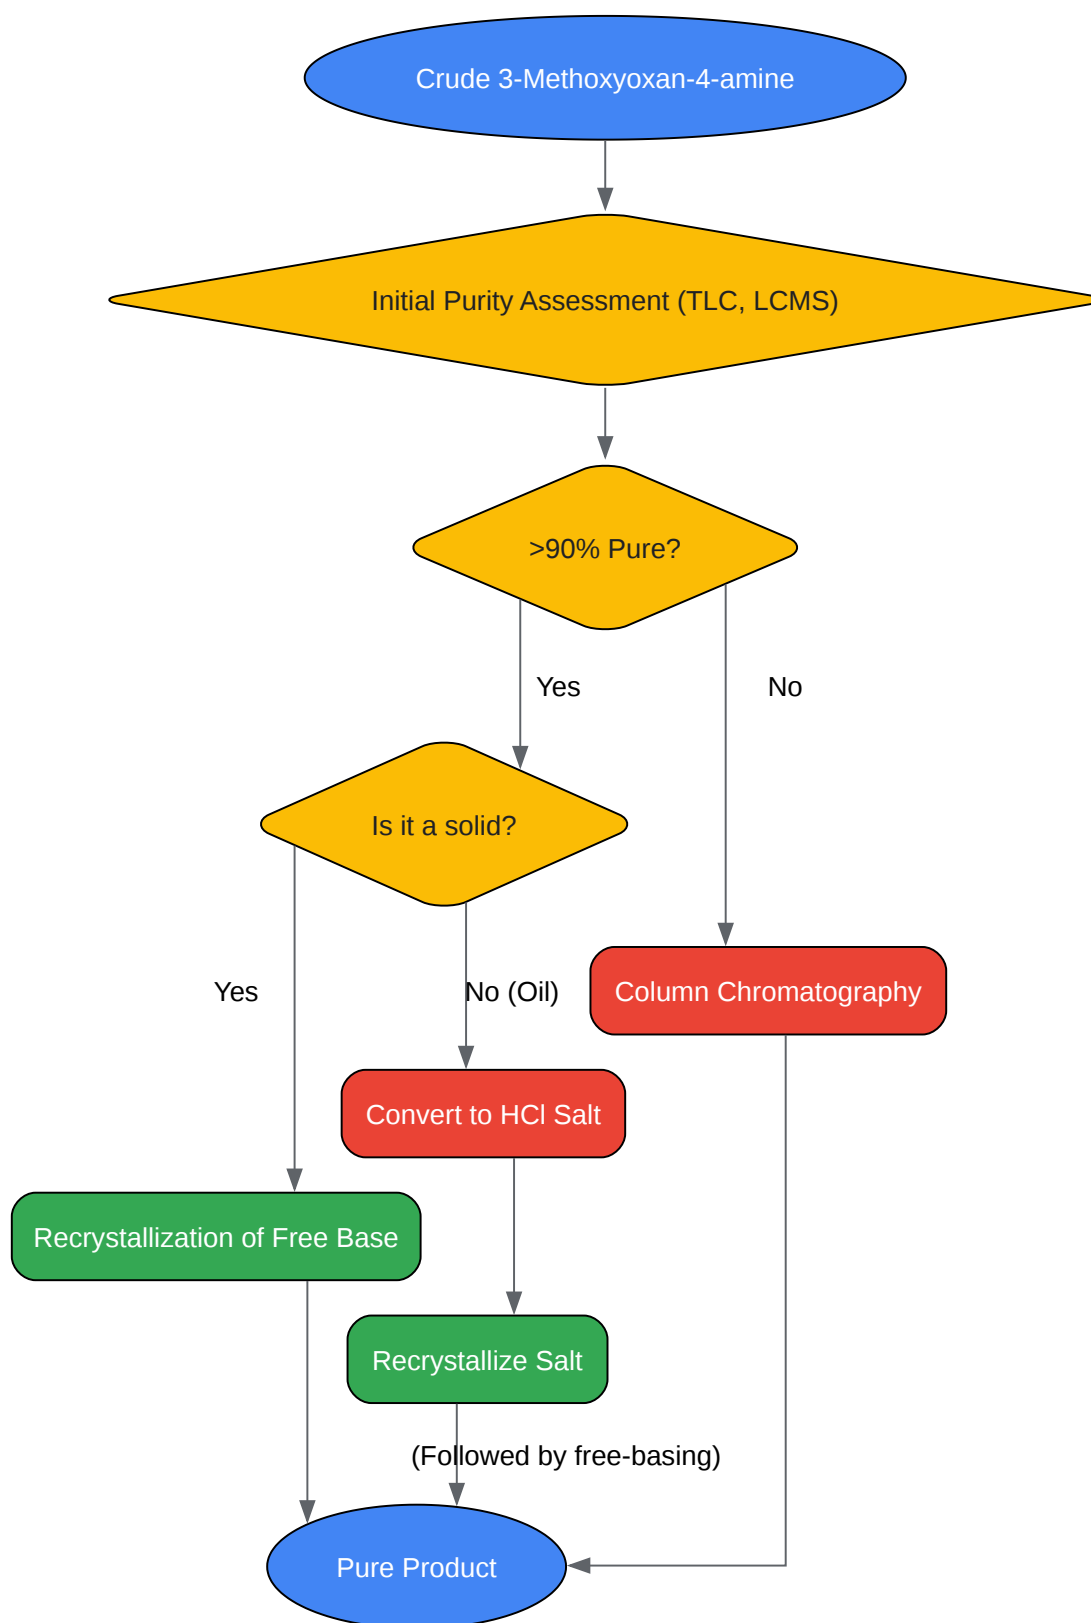 Crude 3-Methoxyoxan-4-amine
Initial Purity Assessment (TLC, LCMS)
>90% Pure?
Yes
No
Is it a solid?
Yes
No (Oil)
Column Chromatography
Convert to HCl Salt
Recrystallization of Free Base
Recrystallize Salt
(Followed by free-basing)
Pure Product